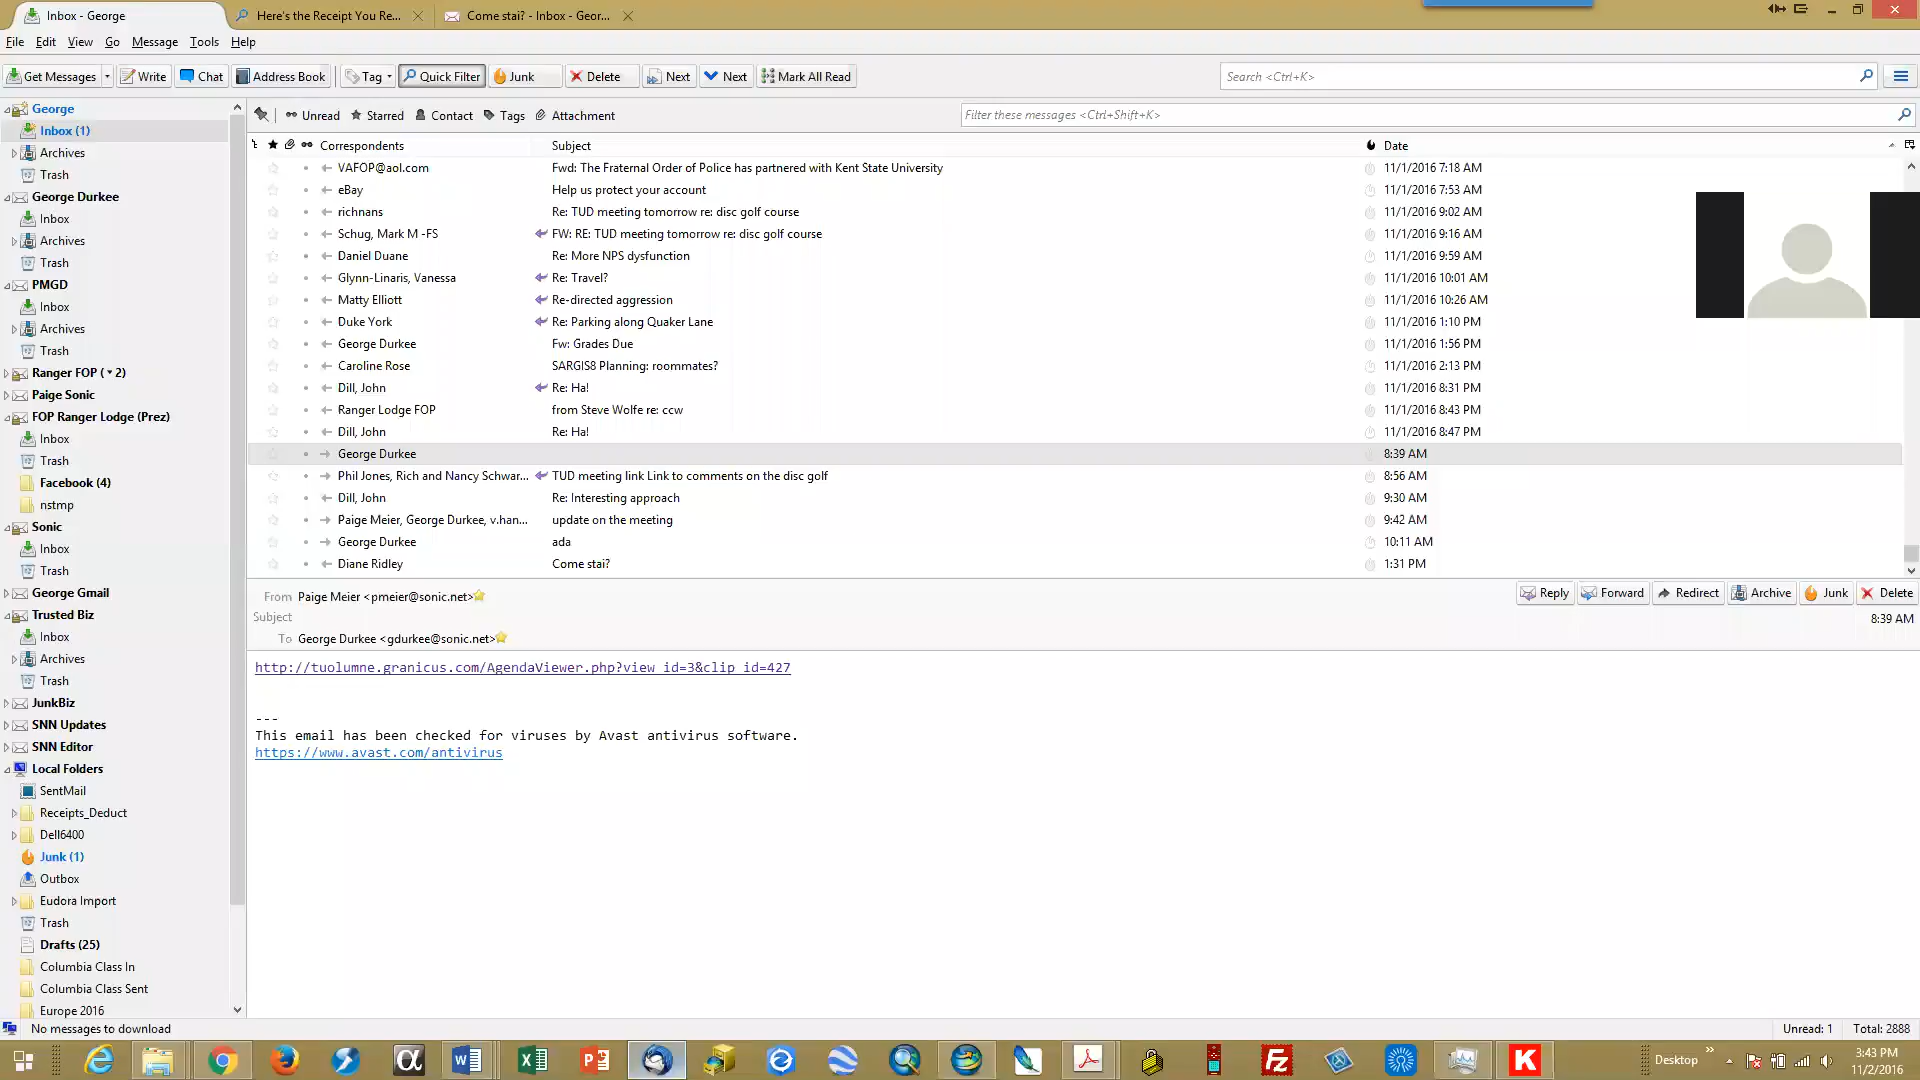 Inbox - George
Here's the Receipt You Re...
Come stai? - Inbox - Geor...
File Edit View Go Message Tools Help
Get Messages Write Chat Address Book Tag Quick Filter Junk Delete Next Next Mark All Read
Search <Ctrl+K>
Unread Starred Contact Tags Attachment
Filter these messages <Ctrl+Shift+K>
Correspondents Subject Date
VAFOP@aol.com Fwd: The Fraternal Order of Police has partnered with Kent State University 11/1/2016 7:18 AM
eBay Help us protect your account 11/1/2016 7:53 AM
richnans Re: TUD meeting tomorrow re: disc golf course 11/1/2016 9:02 AM
Schug, Mark M -FS FW: RE: TUD meeting tomorrow re: disc golf course 11/1/2016 9:16 AM
Daniel Duane Re: More NPS dysfunction 11/1/2016 9:59 AM
Glynn-Linaris, Vanessa Re: Travel? 11/1/2016 10:01 AM
Matty Elliott Re-directed aggression 11/1/2016 10:26 AM
Duke York Re: Parking along Quaker Lane 11/1/2016 1:10 PM
George Durkee Fw: Grades Due 11/1/2016 1:56 PM
Caroline Rose SARGIS8 Planning: roommates? 11/1/2016 2:13 PM
Dill, John Re: Ha! 11/1/2016 8:31 PM
Ranger Lodge FOP from Steve Wolfe re: ccw 11/1/2016 8:43 PM
Dill, John Re: Ha! 11/1/2016 8:47 PM
George Durkee 8:39 AM
Phil Jones, Rich and Nancy Schwar... TUD meeting link Link to comments on the disc golf 8:56 AM
Dill, John Re: Interesting approach 9:30 AM
Paige Meier, George Durkee, v.han... update on the meeting 9:42 AM
George Durkee ada 10:11 AM
Diane Ridley Come stai? 1:31 PM
George
Inbox (1)
Archives
Trash
George Durkee
Inbox
Archives
Trash
PMGD
Inbox
Archives
Trash
Ranger FOP ( 2)
Paige Sonic
FOP Ranger Lodge (Prez)
Inbox
Trash
Facebook (4)
nstmp
Sonic
Inbox
Trash
George Gmail
Trusted Biz
Inbox
Archives
Trash
JunkBiz
SNN Updates
SNN Editor
Local Folders
SentMail
Receipts_Deduct
Dell6400
Junk (1)
Outbox
Eudora Import
Trash
Drafts (25)
Columbia Class In
Columbia Class Sent
Europe 2016
From Paige Meier <pmeier@sonic.net>
Reply Forward Redirect Archive Junk Delete
Subject
8:39 AM
To George Durkee <gdurkee@sonic.net>
http://tuolumne.granicus.com/AgendaViewer.php?view_id=3&clip_id=427
---
This email has been checked for viruses by Avast antivirus software.
https://www.avast.com/antivirus
No messages to download
Unread: 1 Total: 2888
Desktop
3:43 PM
11/2/2016